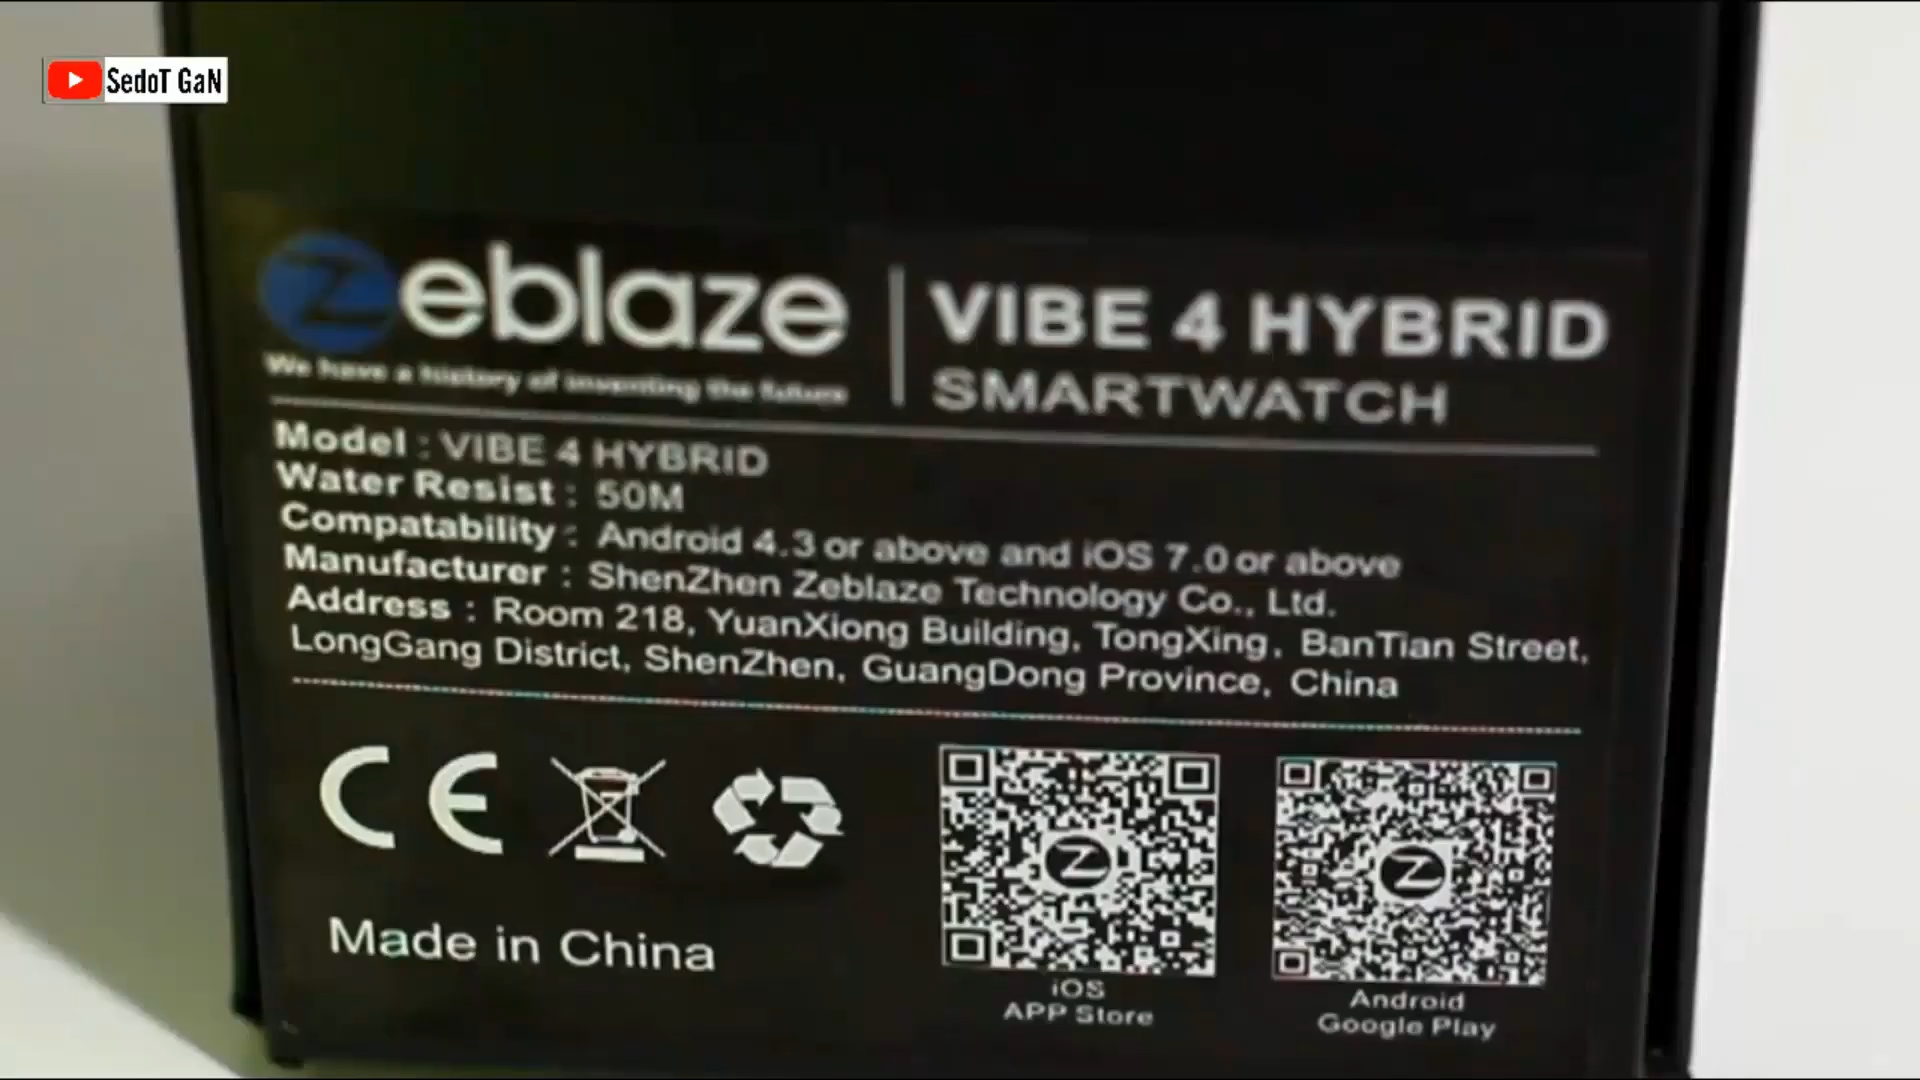 SedoT GaN
Zeblaze
We have a history of inventing the future
VIBE 4 HYBRID
SMARTWATCH
Model : VIBE 4 HYBRID
Water Resist : 50M
Compatability : Android 4.3 or above and iOS 7.0 or above
Manufacturer : ShenZhen Zeblaze Technology Co., Ltd.
Address : Room 218, YuanXiong Building, TongXing, BanTian Street,
LongGang District, ShenZhen, GuangDong Province, China
CE
Made in China
iOS
APP Store
Android
Google Play